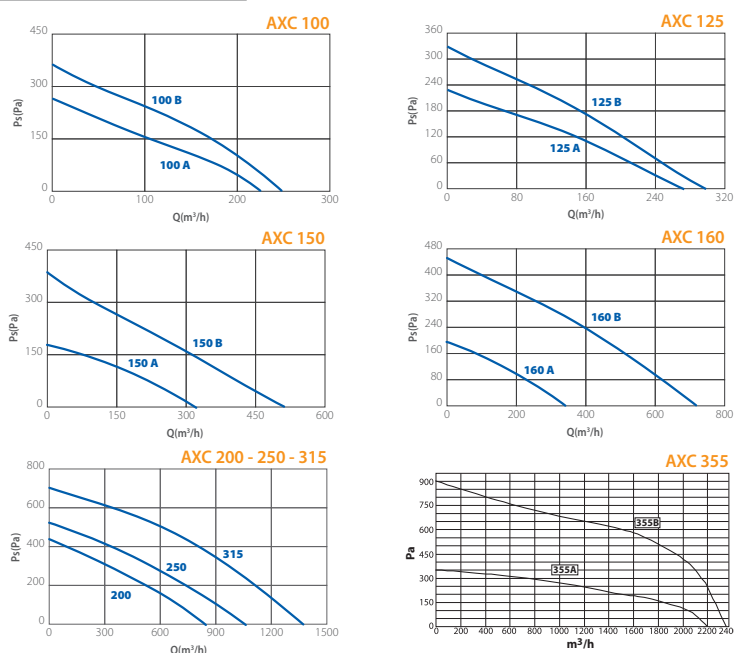 AXC 100
Ps(Pa)
450
300
150
0
100 B
100 A
0 100 200 300
Q(m³/h)
AXC 125
Ps(Pa)
360
300
240
180
120
60
0
125 B
125 A
0 80 160 240 320
Q(m³/h)
AXC 150
Ps(Pa)
450
300
150
0
150 B
150 A
0 150 300 450 600
Q(m³/h)
AXC 160
Ps(Pa)
480
400
320
240
160
80
0
160 B
160 A
0 200 400 600 800
Q(m³/h)
AXC 200 - 250 - 315
Ps(Pa)
800
600
400
200
0
315
250
200
0 300 600 900 1200 1500
Q(m³/h)
AXC 355
Pa
900
750
600
450
300
150
0
355B
355A
0 200 400 600 800 1000 1200 1400 1600 1800 2000 2200 2400
m³/h